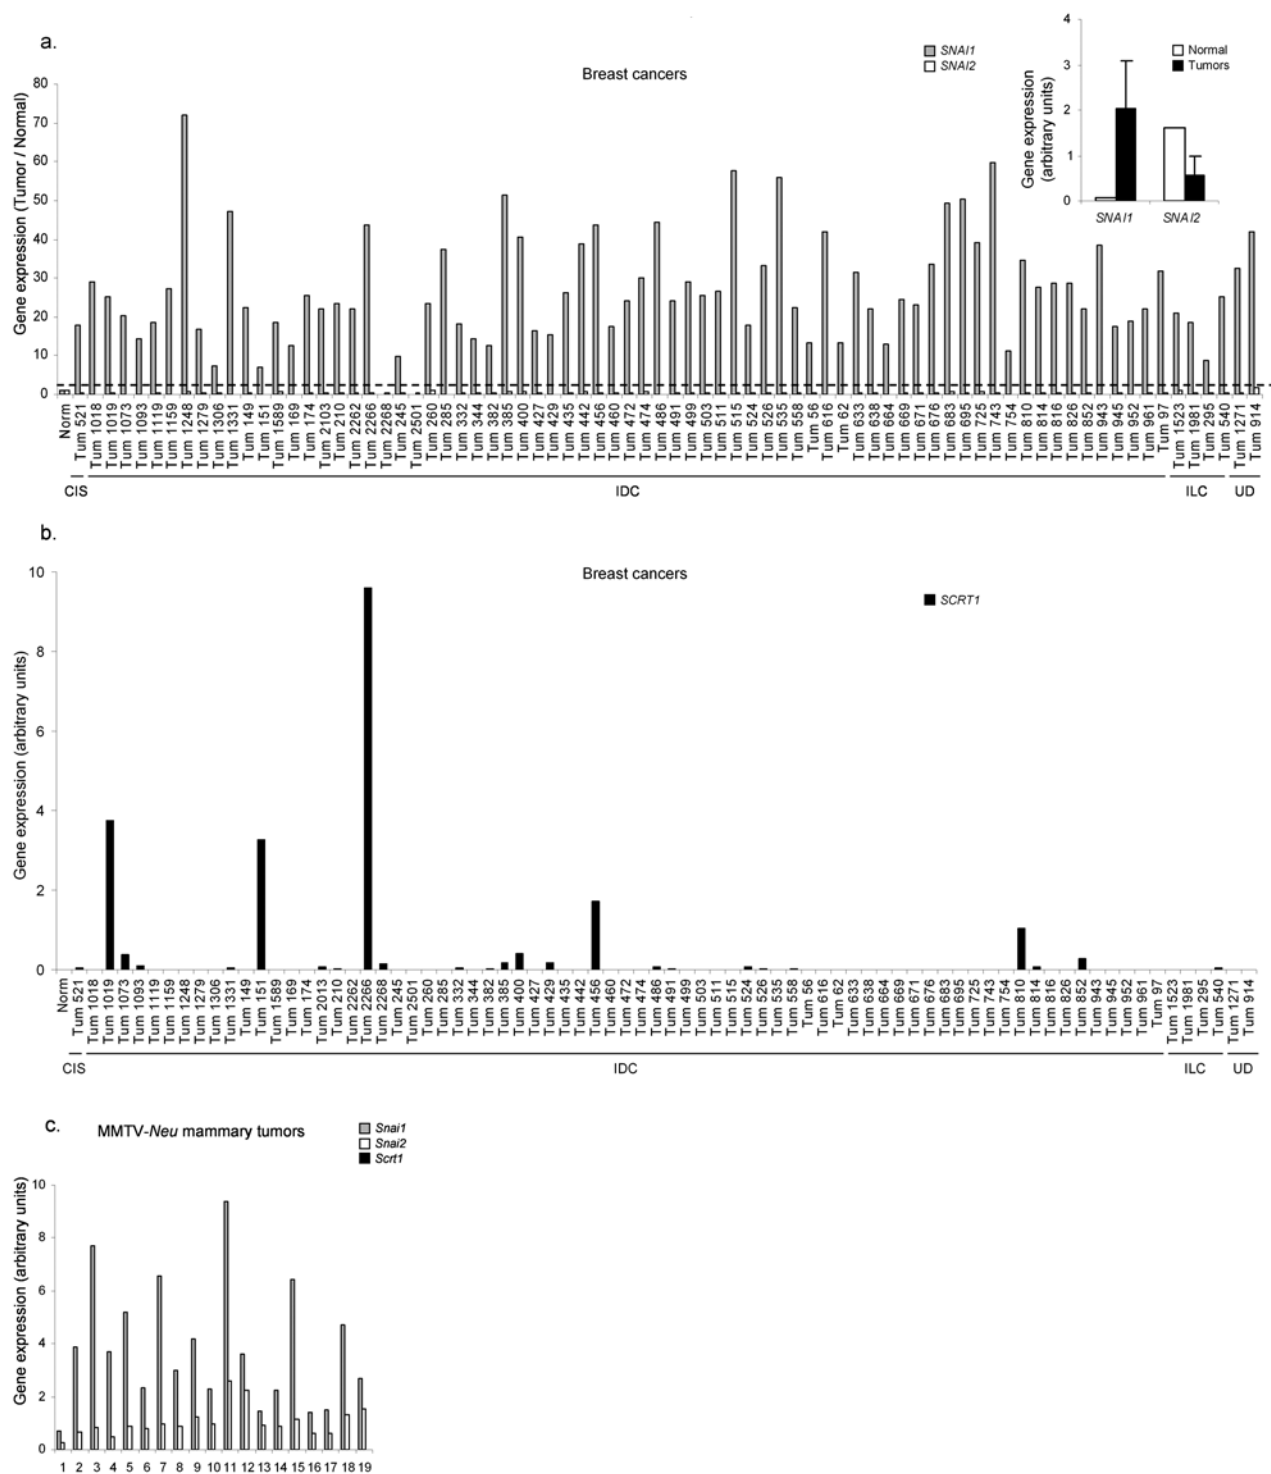 a.
Breast cancers
SNAI1
SNAI2
Gene expression (Tumor / Normal)
80
70
60
50
40
30
20
10
0
4
3
2
1
0
Gene expression
(arbitrary units)
Normal
Tumors
SNAI1 SNAI2
Norm
Tum 521
Tum 1018
Tum 1019
Tum 1073
Tum 1093
Tum 1119
Tum 1159
Tum 1248
Tum 1279
Tum 1306
Tum 1331
Tum 149
Tum 151
Tum 1589
Tum 169
Tum 174
Tum 2103
Tum 210
Tum 2262
Tum 2266
Tum 2268
Tum 245
Tum 2501
Tum 260
Tum 285
Tum 332
Tum 344
Tum 382
Tum 385
Tum 400
Tum 427
Tum 429
Tum 435
Tum 442
Tum 456
Tum 460
Tum 472
Tum 474
Tum 486
Tum 491
Tum 499
Tum 503
Tum 511
Tum 515
Tum 524
Tum 526
Tum 535
Tum 558
Tum 56
Tum 616
Tum 62
Tum 633
Tum 638
Tum 664
Tum 669
Tum 671
Tum 676
Tum 683
Tum 695
Tum 725
Tum 743
Tum 754
Tum 810
Tum 814
Tum 816
Tum 826
Tum 852
Tum 943
Tum 945
Tum 952
Tum 961
Tum 97
Tum 1523
Tum 1981
Tum 295
Tum 540
Tum 1271
Tum 914
CIS IDC ILC UD
b.
Breast cancers
SCRT1
Gene expression (arbitrary units)
10
8
6
4
2
0
Norm
Tum 521
Tum 1018
Tum 1019
Tum 1073
Tum 1093
Tum 1119
Tum 1159
Tum 1248
Tum 1279
Tum 1306
Tum 1331
Tum 149
Tum 151
Tum 1589
Tum 169
Tum 174
Tum 2013
Tum 210
Tum 2262
Tum 2266
Tum 2268
Tum 245
Tum 2501
Tum 260
Tum 285
Tum 332
Tum 344
Tum 382
Tum 385
Tum 400
Tum 427
Tum 429
Tum 435
Tum 442
Tum 456
Tum 460
Tum 472
Tum 474
Tum 486
Tum 491
Tum 499
Tum 503
Tum 511
Tum 515
Tum 524
Tum 526
Tum 535
Tum 558
Tum 56
Tum 616
Tum 62
Tum 633
Tum 638
Tum 664
Tum 669
Tum 671
Tum 676
Tum 683
Tum 695
Tum 725
Tum 743
Tum 754
Tum 810
Tum 814
Tum 816
Tum 826
Tum 852
Tum 943
Tum 945
Tum 952
Tum 961
Tum 97
Tum 1523
Tum 1981
Tum 295
Tum 540
Tum 1271
Tum 914
CIS IDC ILC UD
c.
MMTV-Neu mammary tumors
Snai1
Snai2
Scrt1
Gene expression (arbitrary units)
10
8
6
4
2
0
1 2 3 4 5 6 7 8 9 10 11 12 13 14 15 16 17 18 19